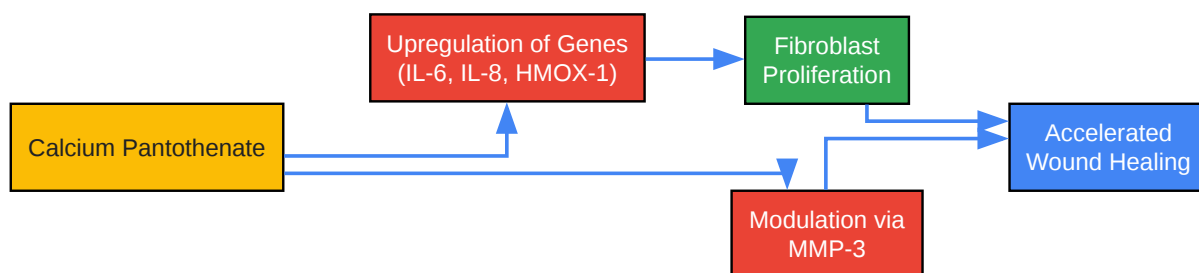 Upregulation of Genes
(IL-6, IL-8, HMOX-1)
Fibroblast
Proliferation
Calcium Pantothenate
Accelerated
Wound Healing
Modulation via
MMP-3